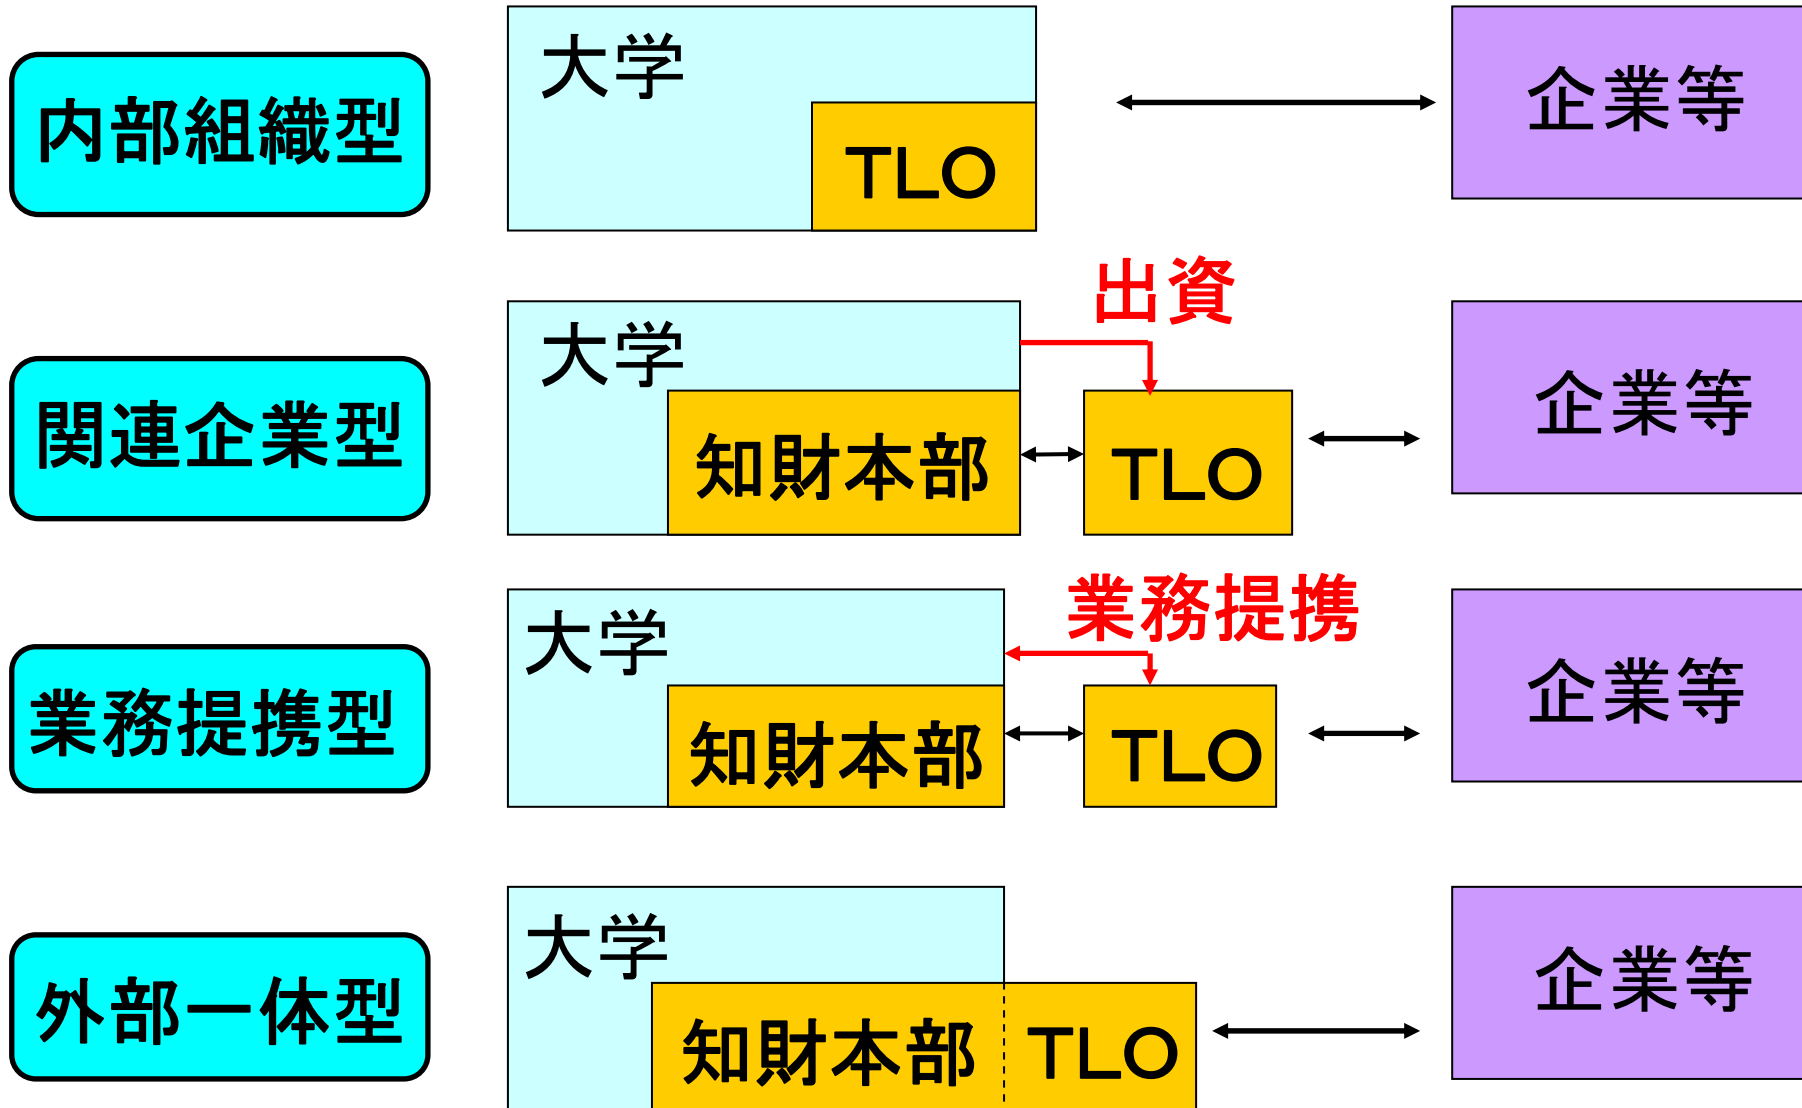 内部組織型
大学
TLO
企業等
出資
関連企業型
大学
知財本部
TLO
企業等
業務提携
業務提携型
大学
知財本部
TLO
企業等
外部一体型
大学
知財本部
TLO
企業等